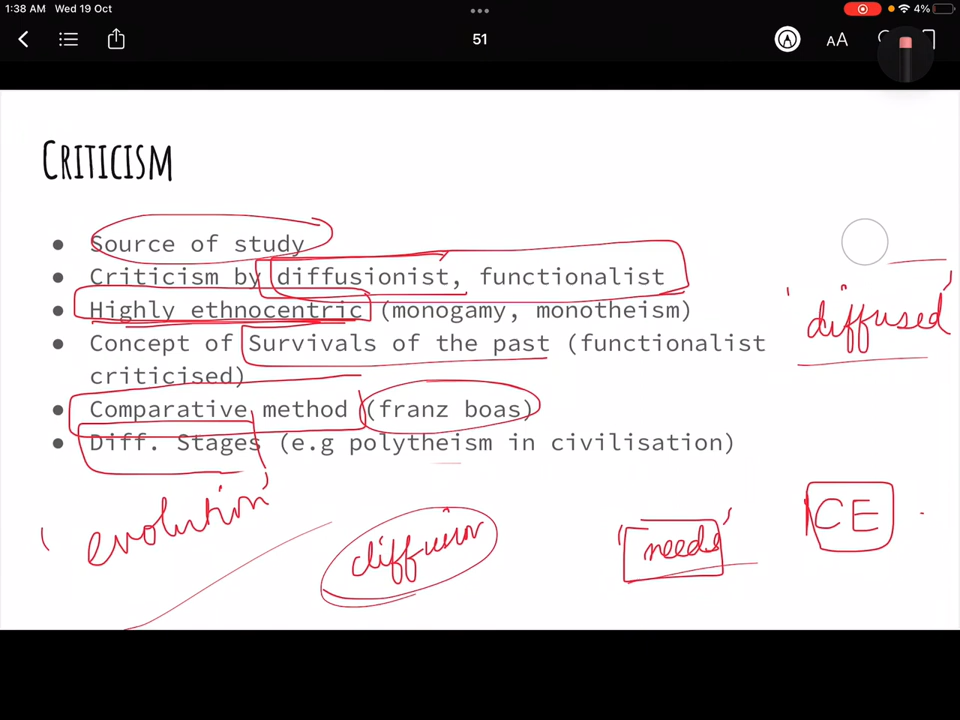 1:38 AM Wed 19 Oct
4%
51
AA
CRITICISM
● Source of study
● Criticism by diffusionist, functionalist
● Highly ethnocentric (monogamy, monotheism)
● Concept of Survivals of the past (functionalist
criticised)
● Comparative method (franz boas)
● Diff. Stages (e.g polytheism in civilisation)
'diffused'
'evolution'
diffusion
'needs'
CE